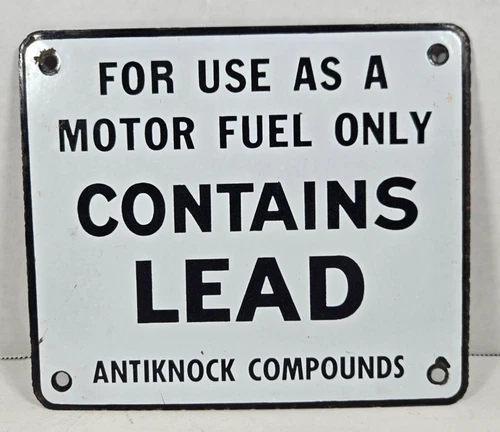 FOR USE AS A
MOTOR FUEL ONLY
CONTAINS
LEAD
ANTIKNOCK COMPOUNDS